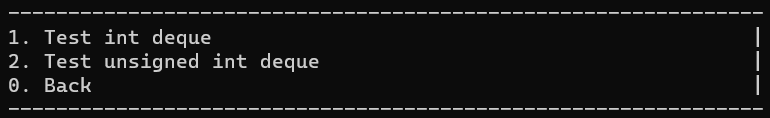 ---------------------------------------------------------------
1. Test int deque                                             |
2. Test unsigned int deque                                    |
0. Back                                                       |
---------------------------------------------------------------